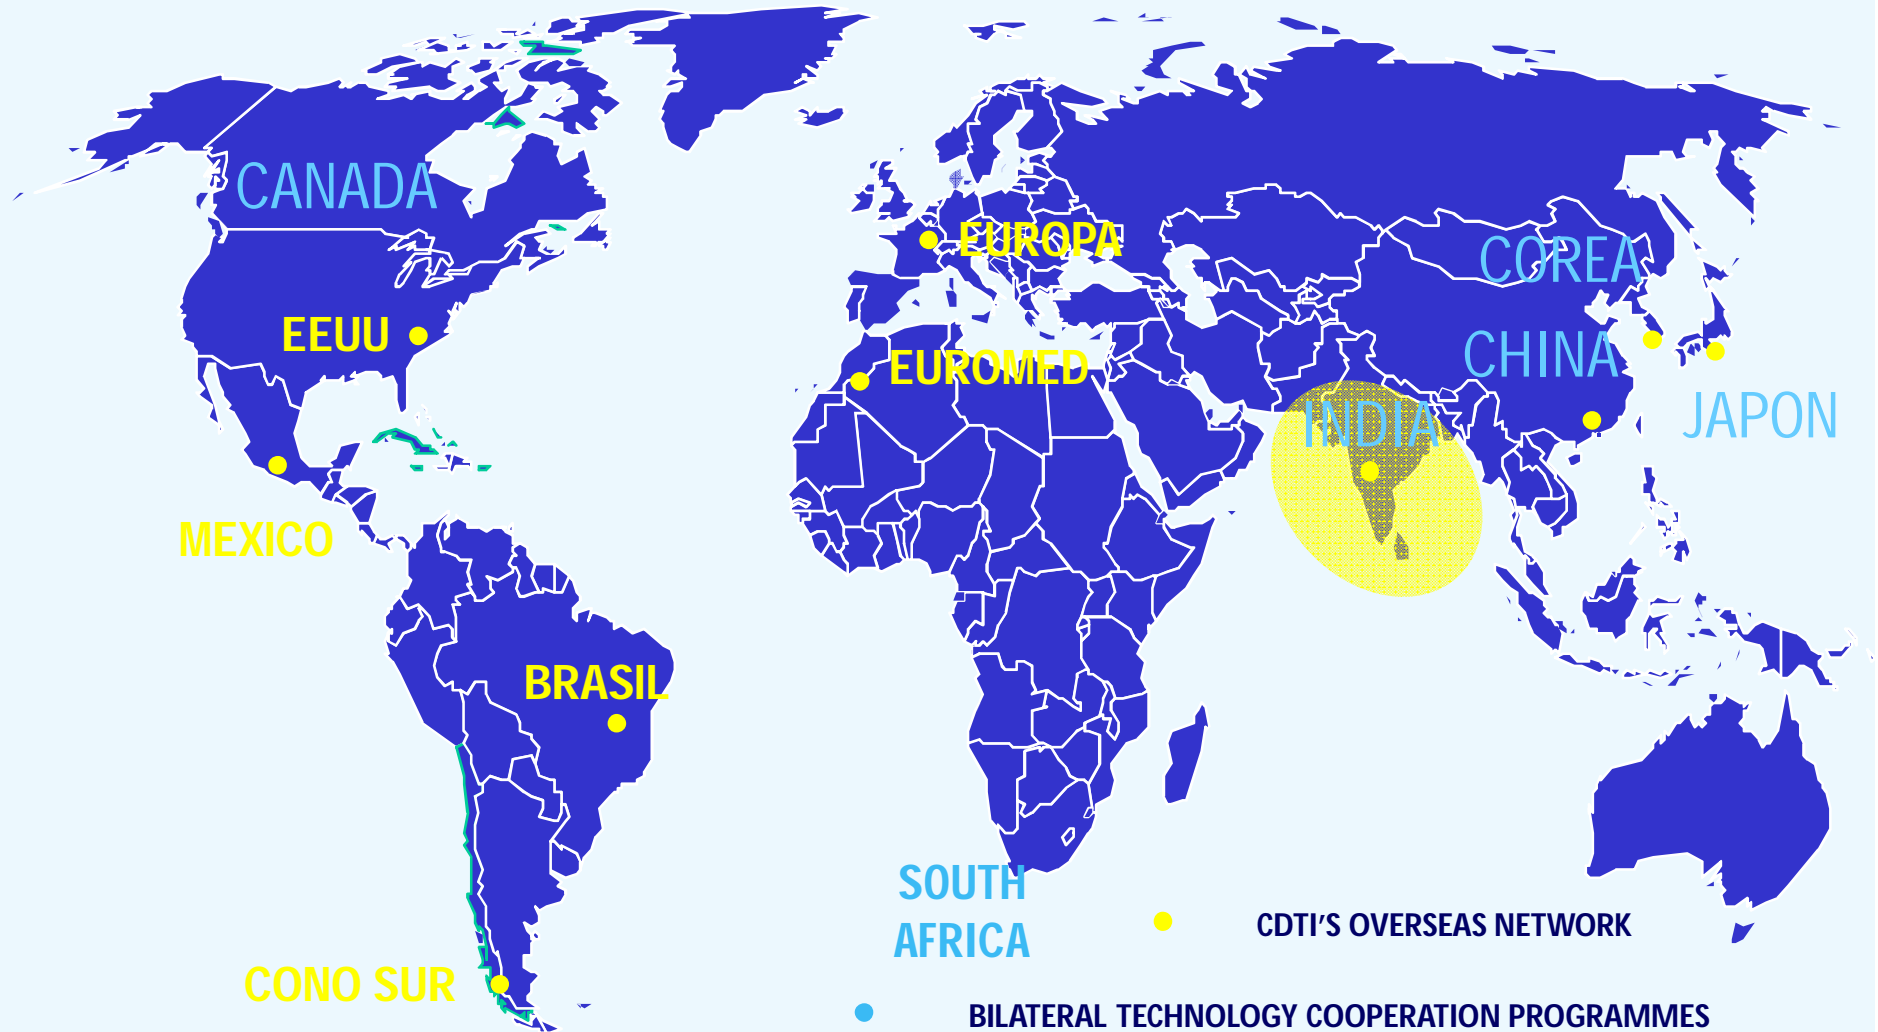 CANADA
EUROPA
COREA
EEUU
CHINA
EUROMED
INDIA
JAPON
MEXICO
BRASIL
SOUTH
AFRICA
CDTI'S OVERSEAS NETWORK
CONO SUR
BILATERAL TECHNOLOGY COOPERATION PROGRAMMES